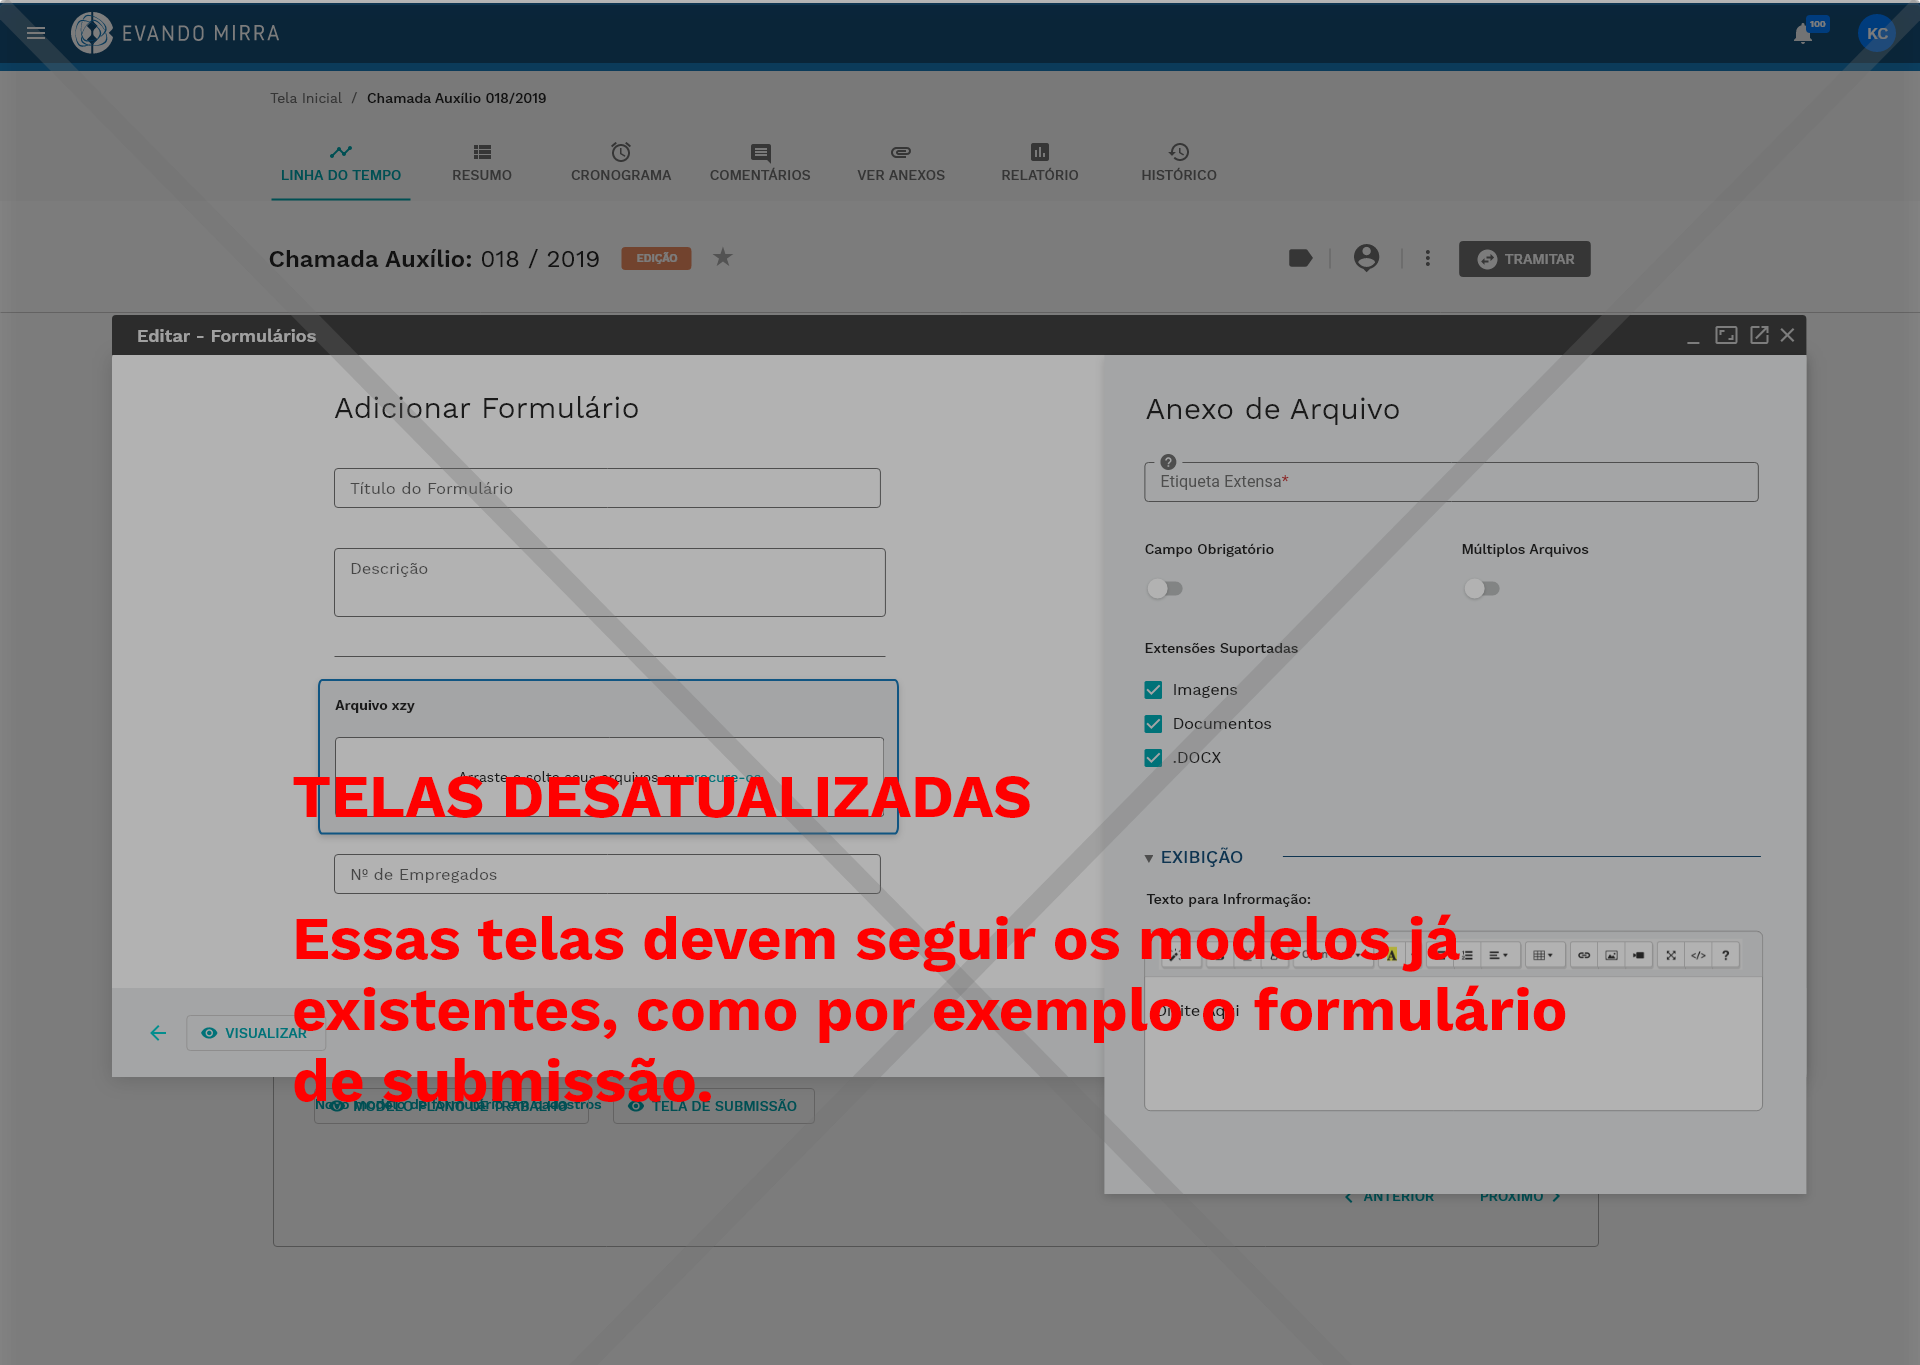 EVANDO MIRRA
100
KC
Tela Inicial / Chamada Auxílio 018/2019
LINHA DO TEMPO
RESUMO
CRONOGRAMA
COMENTÁRIOS
VER ANEXOS
RELATÓRIO
HISTÓRICO
Chamada Auxílio: 018 / 2019
EDIÇÃO
TRAMITAR
Editar - Formulários
Adicionar Formulário
Título do Formulário
Descrição
Arquivo xzy
Arraste e solte seus arquivos ou procure-os
Nº de Empregados
VISUALIZAR
Anexo de Arquivo
?
Etiqueta Extensa*
Campo Obrigatório
Múltiplos Arquivos
Extensões Suportadas
Imagens
Documentos
.DOCX
EXIBIÇÃO
Texto para Infrormação:
A
</>
?
Digite Aqui
TELAS DESATUALIZADAS
Essas telas devem seguir os modelos já
existentes, como por exemplo o formulário
de submissão.
Novo modelo de formulário em cadastros
MODELO PLANO DE TRABALHO
TELA DE SUBMISSÃO
ANTERIOR
PRÓXIMO